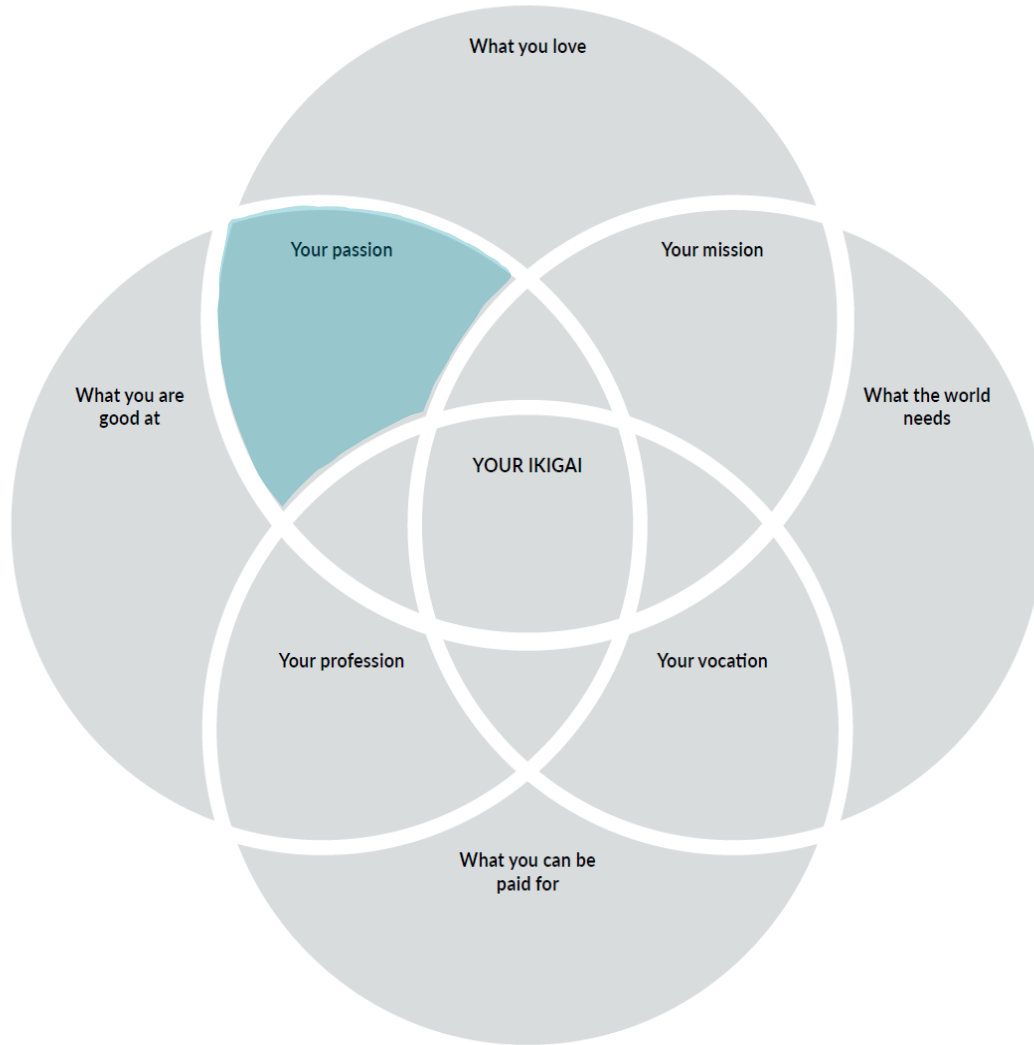 What you love
Your passion
Your mission
What you are
good at
What the world
needs
YOUR IKIGAI
Your profession
Your vocation
What you can be
paid for